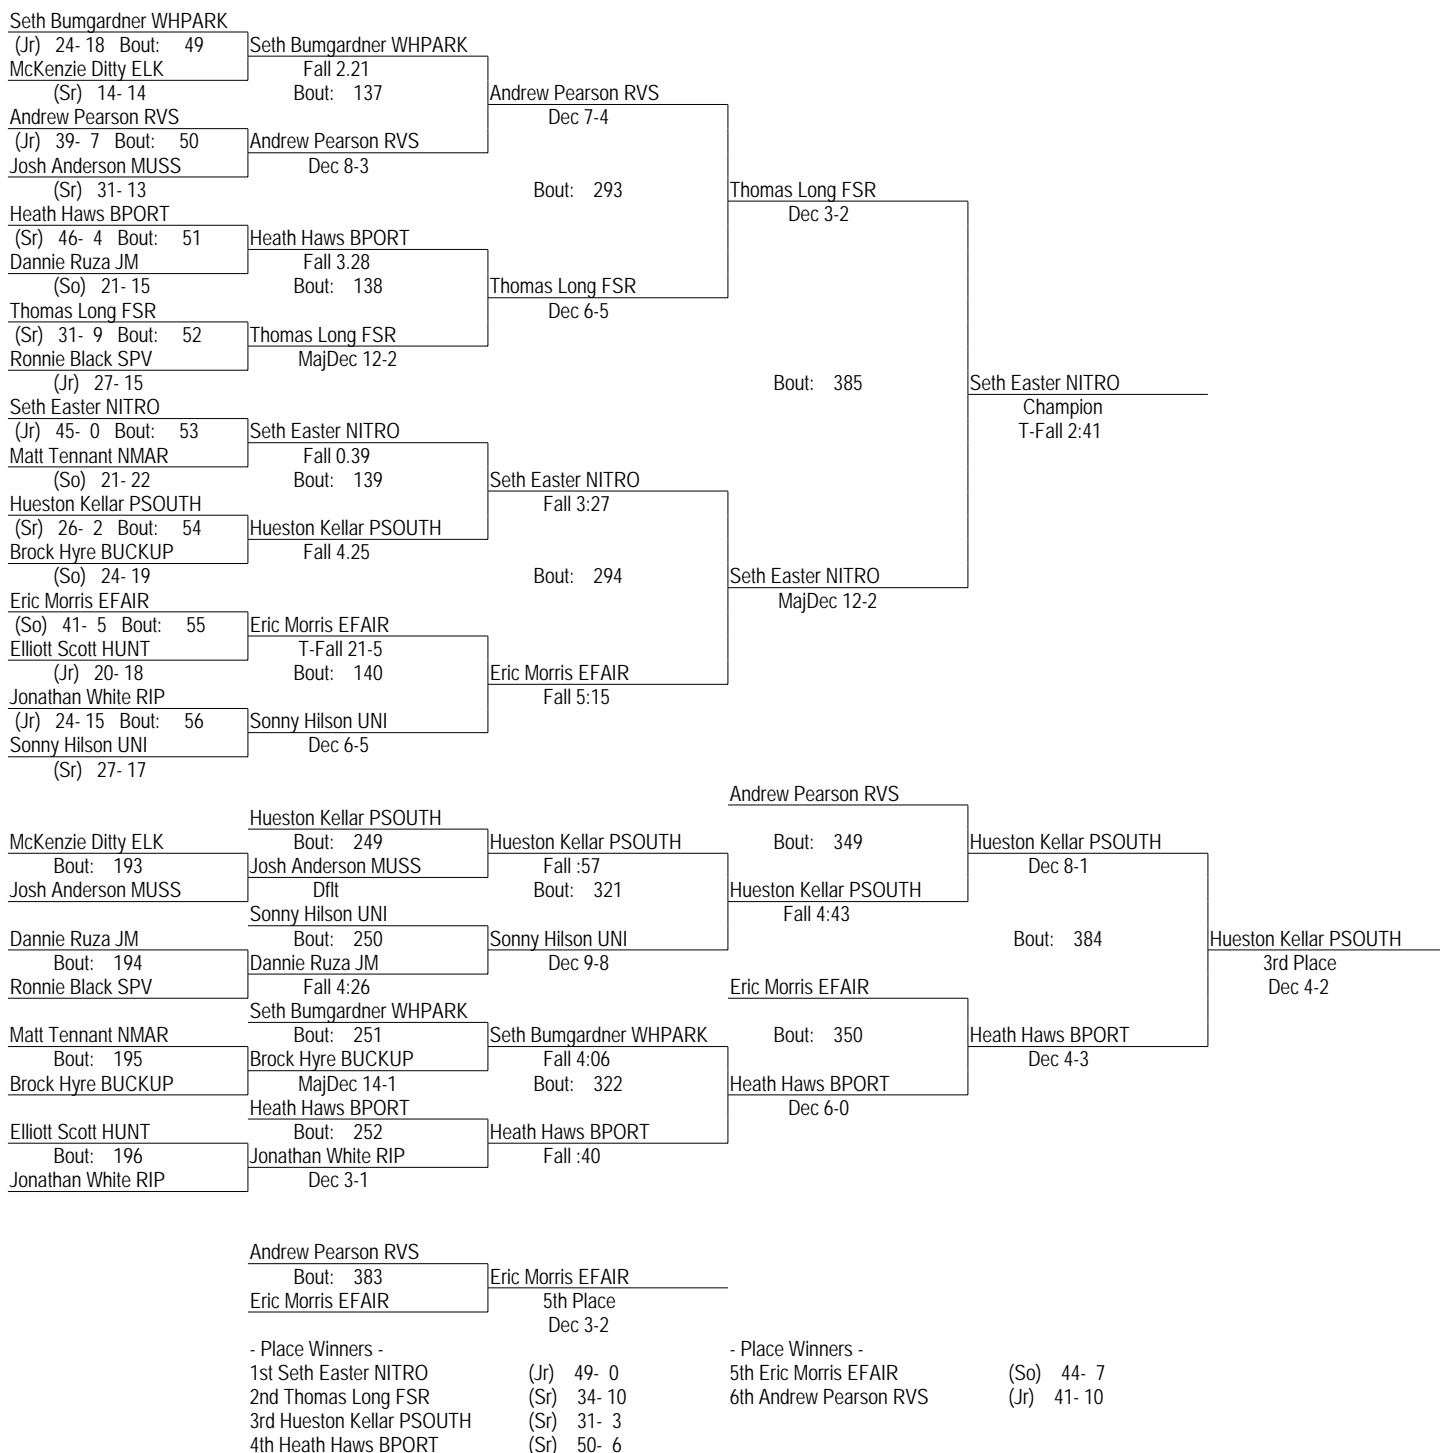 Seth Bumgardner WHPARK
(Jr) 24- 18 Bout: 49 Seth Bumgardner WHPARK
McKenzie Ditty ELK Fall 2.21
(Sr) 14- 14 Bout: 137 Andrew Pearson RVS
Andrew Pearson RVS Dec 7-4
(Jr) 39- 7 Bout: 50 Andrew Pearson RVS
Josh Anderson MUSS Dec 8-3
(Sr) 31- 13 Bout: 293 Thomas Long FSR
Heath Haws BPORT Dec 3-2
(Sr) 46- 4 Bout: 51 Heath Haws BPORT
Dannie Ruza JM Fall 3.28
(So) 21- 15 Bout: 138 Thomas Long FSR
Thomas Long FSR Dec 6-5
(Sr) 31- 9 Bout: 52 Thomas Long FSR
Ronnie Black SPV MajDec 12-2
(Jr) 27- 15 Bout: 385 Seth Easter NITRO
Seth Easter NITRO Champion
(Jr) 45- 0 Bout: 53 Seth Easter NITRO T-Fall 2:41
Matt Tennant NMAR Fall 0.39
(So) 21- 22 Bout: 139 Seth Easter NITRO
Hueston Kellar PSOUTH Fall 3:27
(Sr) 26- 2 Bout: 54 Hueston Kellar PSOUTH
Brock Hyre BUCKUP Fall 4.25
(So) 24- 19 Bout: 294 Seth Easter NITRO
Eric Morris EFAIR MajDec 12-2
(So) 41- 5 Bout: 55 Eric Morris EFAIR
Elliott Scott HUNT T-Fall 21-5
(Jr) 20- 18 Bout: 140 Eric Morris EFAIR
Jonathan White RIP Fall 5:15
(Jr) 24- 15 Bout: 56 Sonny Hilson UNI
Sonny Hilson UNI Dec 6-5
(Sr) 27- 17
Andrew Pearson RVS
Hueston Kellar PSOUTH
McKenzie Ditty ELK Bout: 249 Hueston Kellar PSOUTH Bout: 349 Hueston Kellar PSOUTH
Bout: 193 Josh Anderson MUSS Fall :57 Dec 8-1
Josh Anderson MUSS Dflt Bout: 321 Hueston Kellar PSOUTH
Sonny Hilson UNI Fall 4:43
Dannie Ruza JM Bout: 250 Sonny Hilson UNI Bout: 384 Hueston Kellar PSOUTH
Bout: 194 Dannie Ruza JM Dec 9-8 3rd Place
Ronnie Black SPV Fall 4:26 Eric Morris EFAIR Dec 4-2
Seth Bumgardner WHPARK
Matt Tennant NMAR Bout: 251 Seth Bumgardner WHPARK Bout: 350 Heath Haws BPORT
Bout: 195 Brock Hyre BUCKUP Fall 4:06 Dec 4-3
Brock Hyre BUCKUP MajDec 14-1 Bout: 322 Heath Haws BPORT
Heath Haws BPORT Dec 6-0
Elliott Scott HUNT Bout: 252 Heath Haws BPORT
Bout: 196 Jonathan White RIP Fall :40
Jonathan White RIP Dec 3-1
Andrew Pearson RVS
Bout: 383 Eric Morris EFAIR
Eric Morris EFAIR 5th Place
Dec 3-2
- Place Winners - - Place Winners -
1st Seth Easter NITRO (Jr) 49- 0 5th Eric Morris EFAIR (So) 44- 7
2nd Thomas Long FSR (Sr) 34- 10 6th Andrew Pearson RVS (Jr) 41- 10
3rd Hueston Kellar PSOUTH (Sr) 31- 3
4th Heath Haws BPORT (Sr) 50- 6